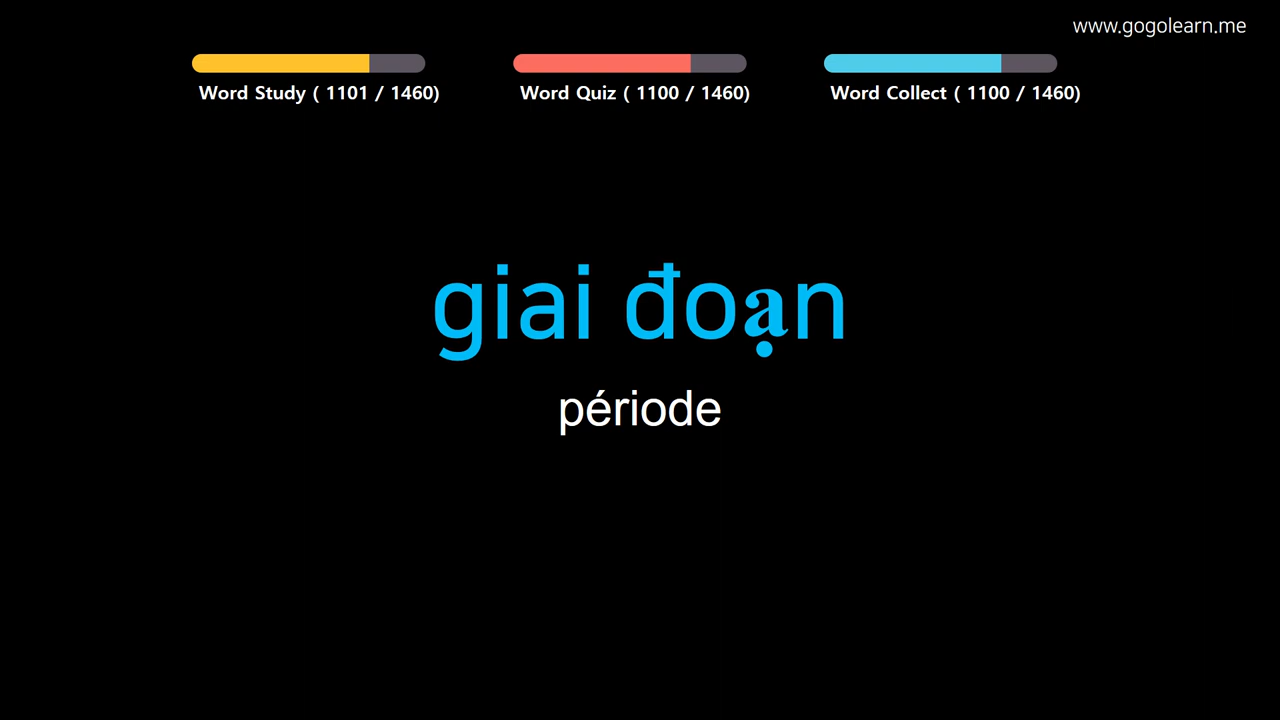 www.gogolearn.me
Word Study ( 1101 / 1460)
Word Quiz ( 1100 / 1460)
Word Collect ( 1100 / 1460)
giai đoạn
période